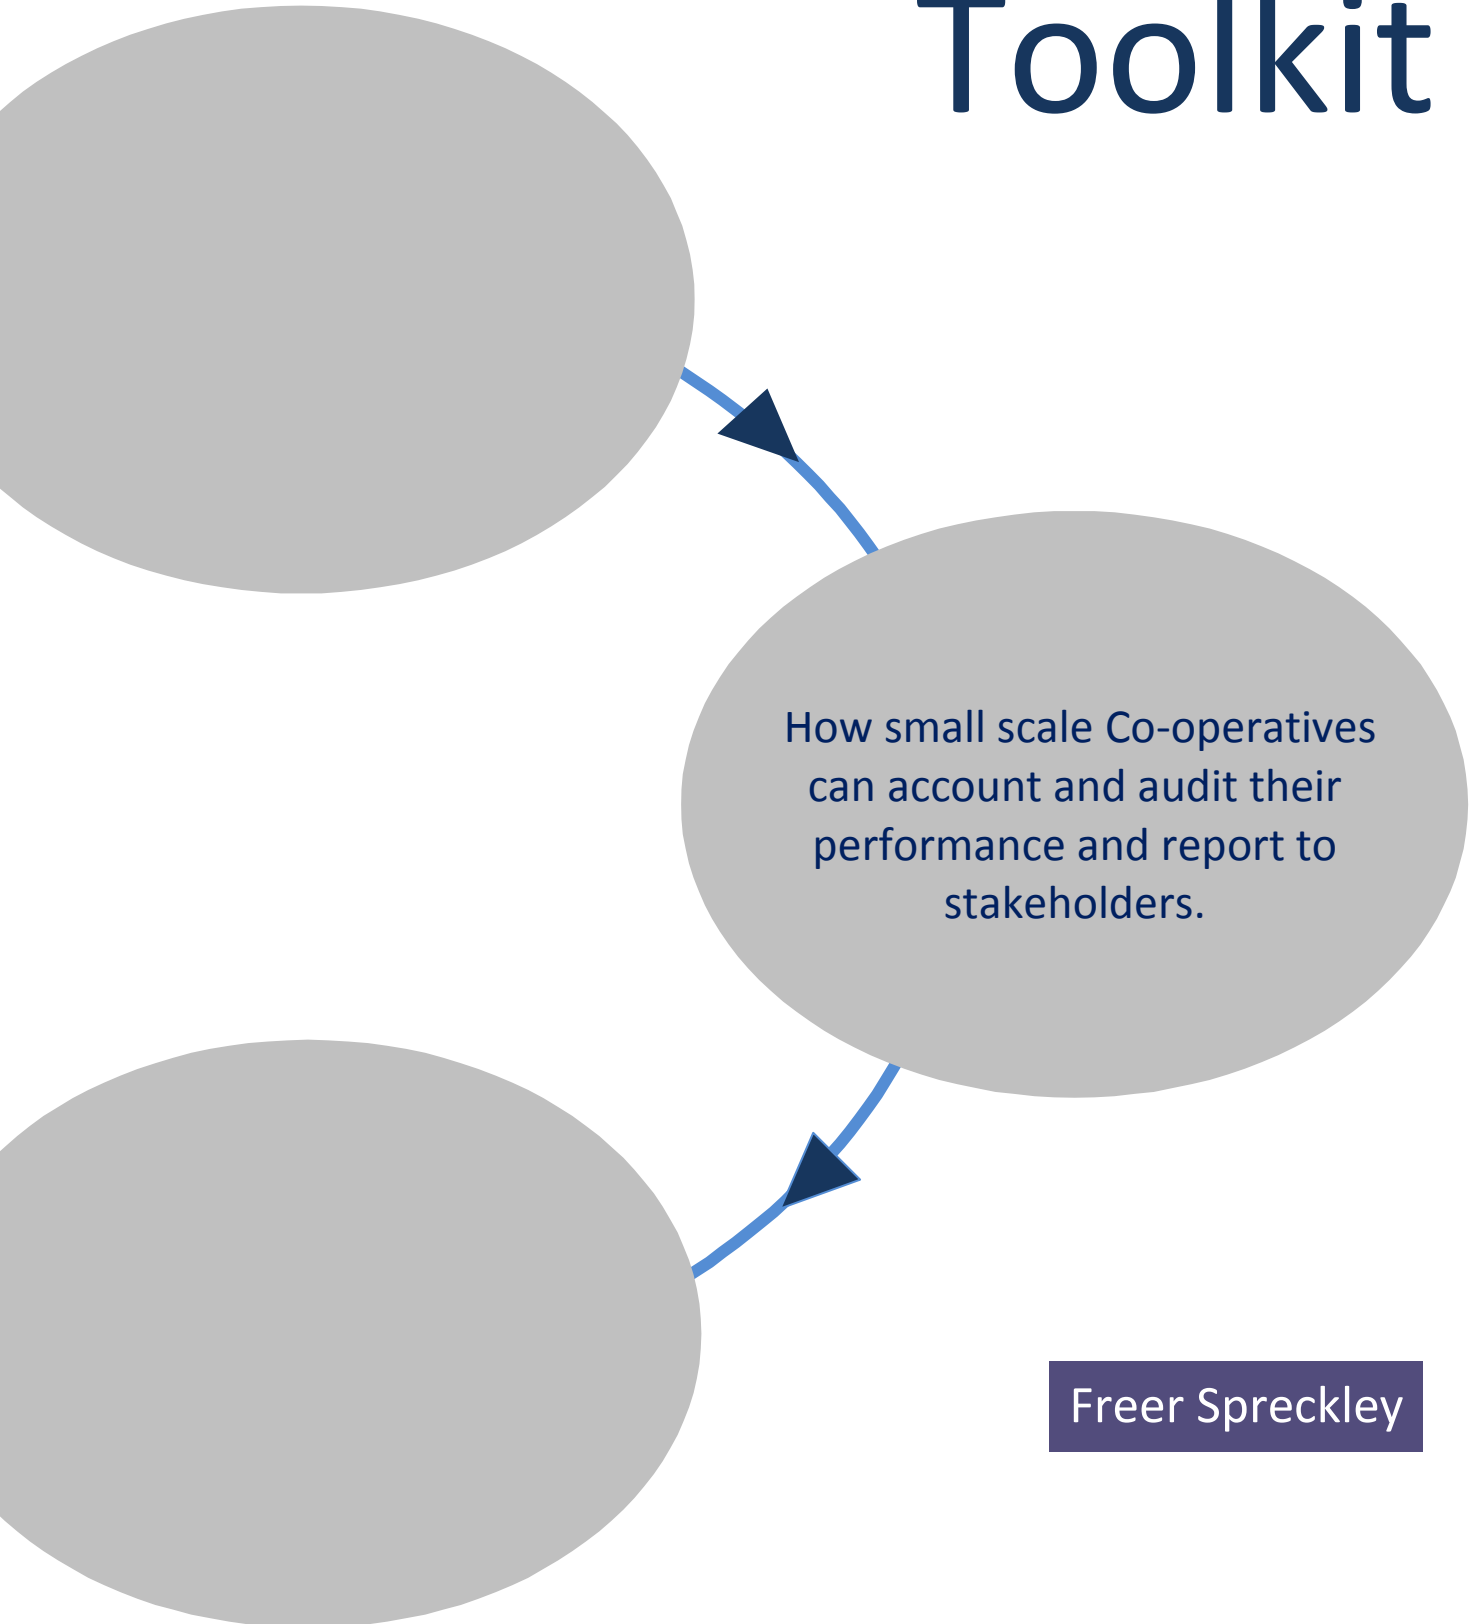 Toolkit
How small scale Co-operatives
can account and audit their
performance and report to
stakeholders.
Freer Spreckley